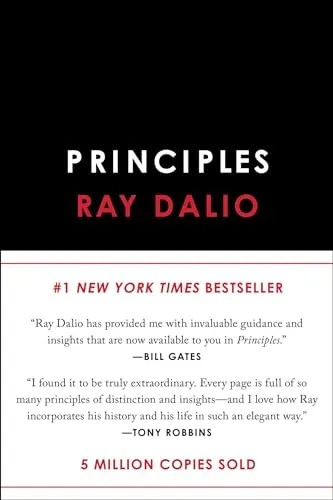 PRINCIPLES
RAY DALIO
#1 NEW YORK TIMES BESTSELLER
“Ray Dalio has provided me with invaluable guidance and
insights that are now available to you in Principles.”
—BILL GATES
“I found it to be truly extraordinary. Every page is full of so
many principles of distinction and insights—and I love how Ray
incorporates his history and his life in such an elegant way.”
—TONY ROBBINS
5 MILLION COPIES SOLD